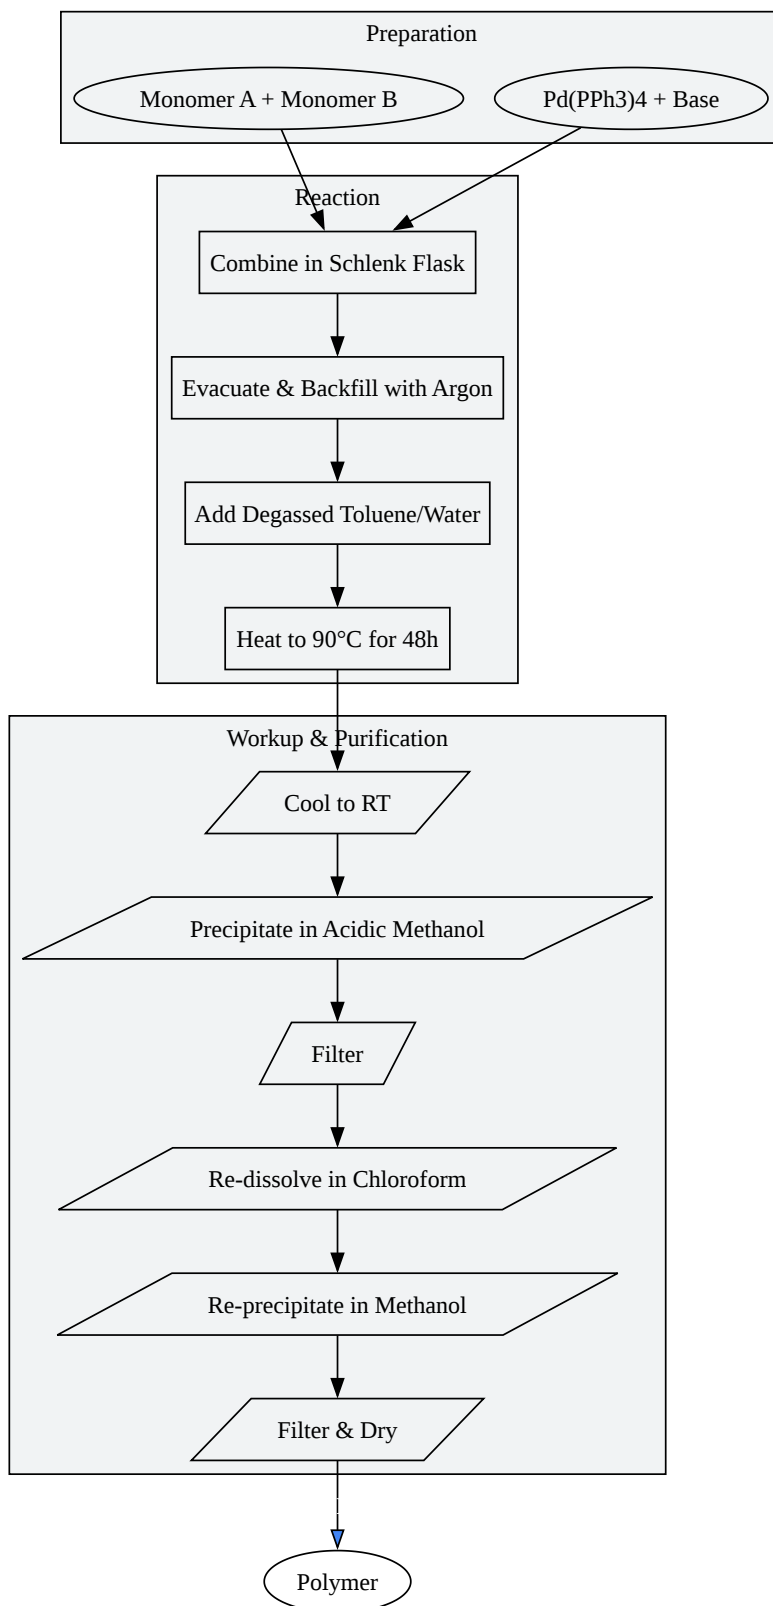 Preparation
Monomer A + Monomer B
Pd(PPh3)4 + Base
Reaction
Combine in Schlenk Flask
Evacuate & Backfill with Argon
Add Degassed Toluene/Water
Heat to 90°C for 48h
Workup & Purification
Cool to RT
Precipitate in Acidic Methanol
Filter
Re-dissolve in Chloroform
Re-precipitate in Methanol
Filter & Dry
Polymer